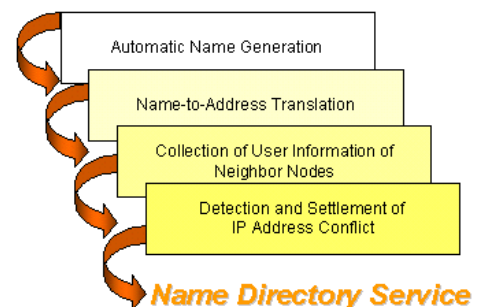 Automatic Name Generation
Name-to-Address Translation
Collection of User Information of
Neighbor Nodes
Detection and Settlement of
IP Address Conflict
Name Directory Service